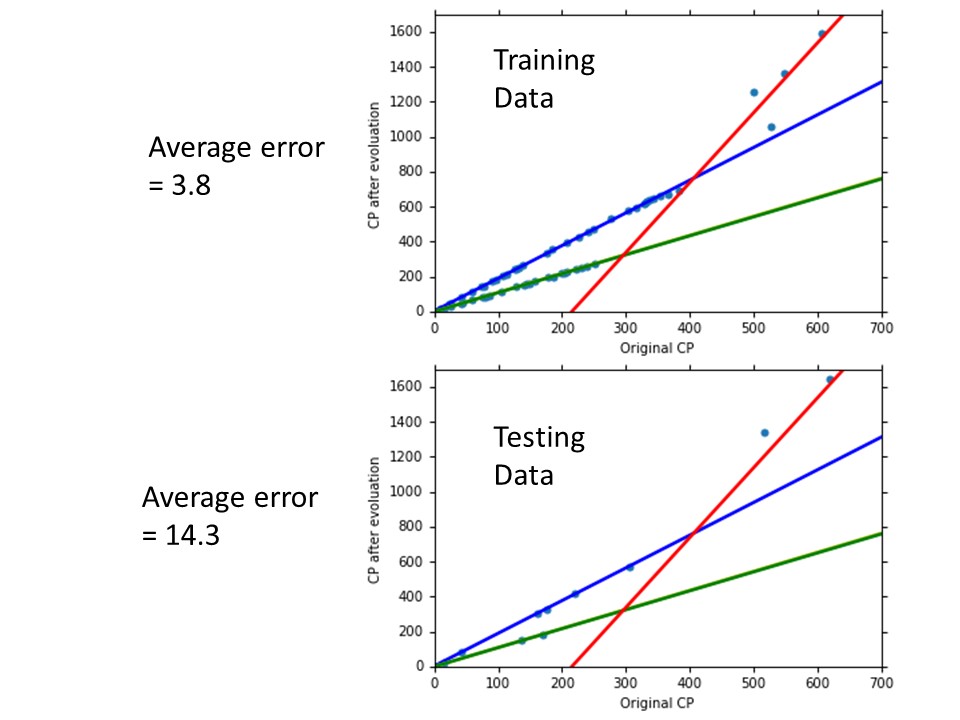 Training
Data
Average error
= 3.8
1600
1400
1200
1000
800
600
400
200
0
CP after evoluation
0 100 200 300 400 500 600 700
Original CP
Testing
Data
Average error
= 14.3
1600
1400
1200
1000
800
600
400
200
0
CP after evoluation
0 100 200 300 400 500 600 700
Original CP